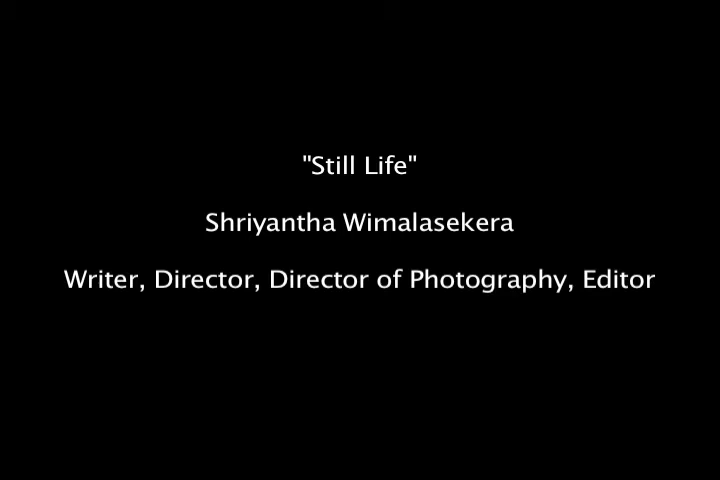 "Still Life"
Shriyantha Wimalasekera
Writer, Director, Director of Photography, Editor